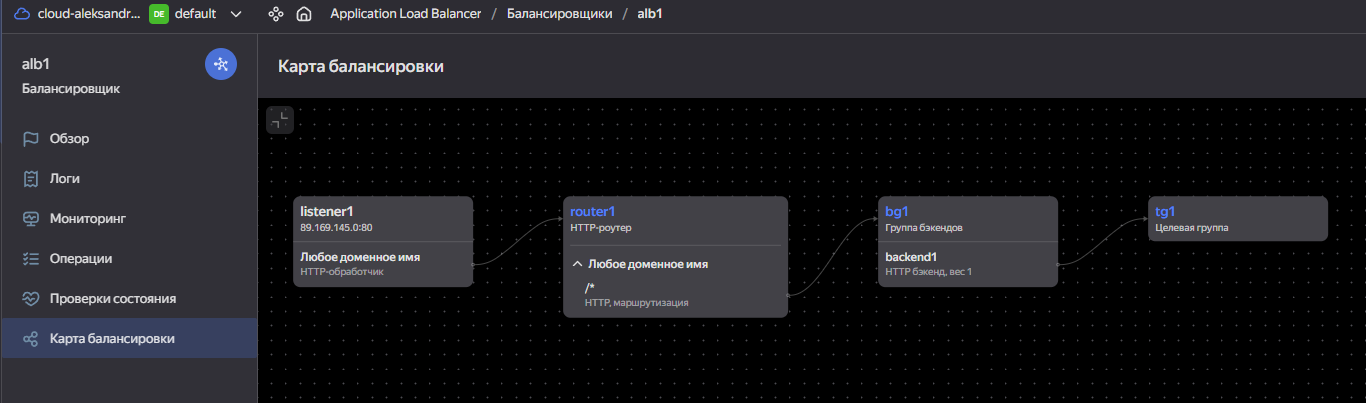 cloud-aleksandr... DE default Application Load Balancer / Балансировщики / alb1
alb1
Балансировщик
Обзор
Логи
Мониторинг
Операции
Проверки состояния
Карта балансировки
Карта балансировки
listener1
89.169.145.0:80
Любое доменное имя
HTTP-обработчик
router1
HTTP-роутер
Любое доменное имя
/*
HTTP, маршрутизация
bg1
Группа бэкендов
backend1
HTTP бэкенд, вес 1
tg1
Целевая группа